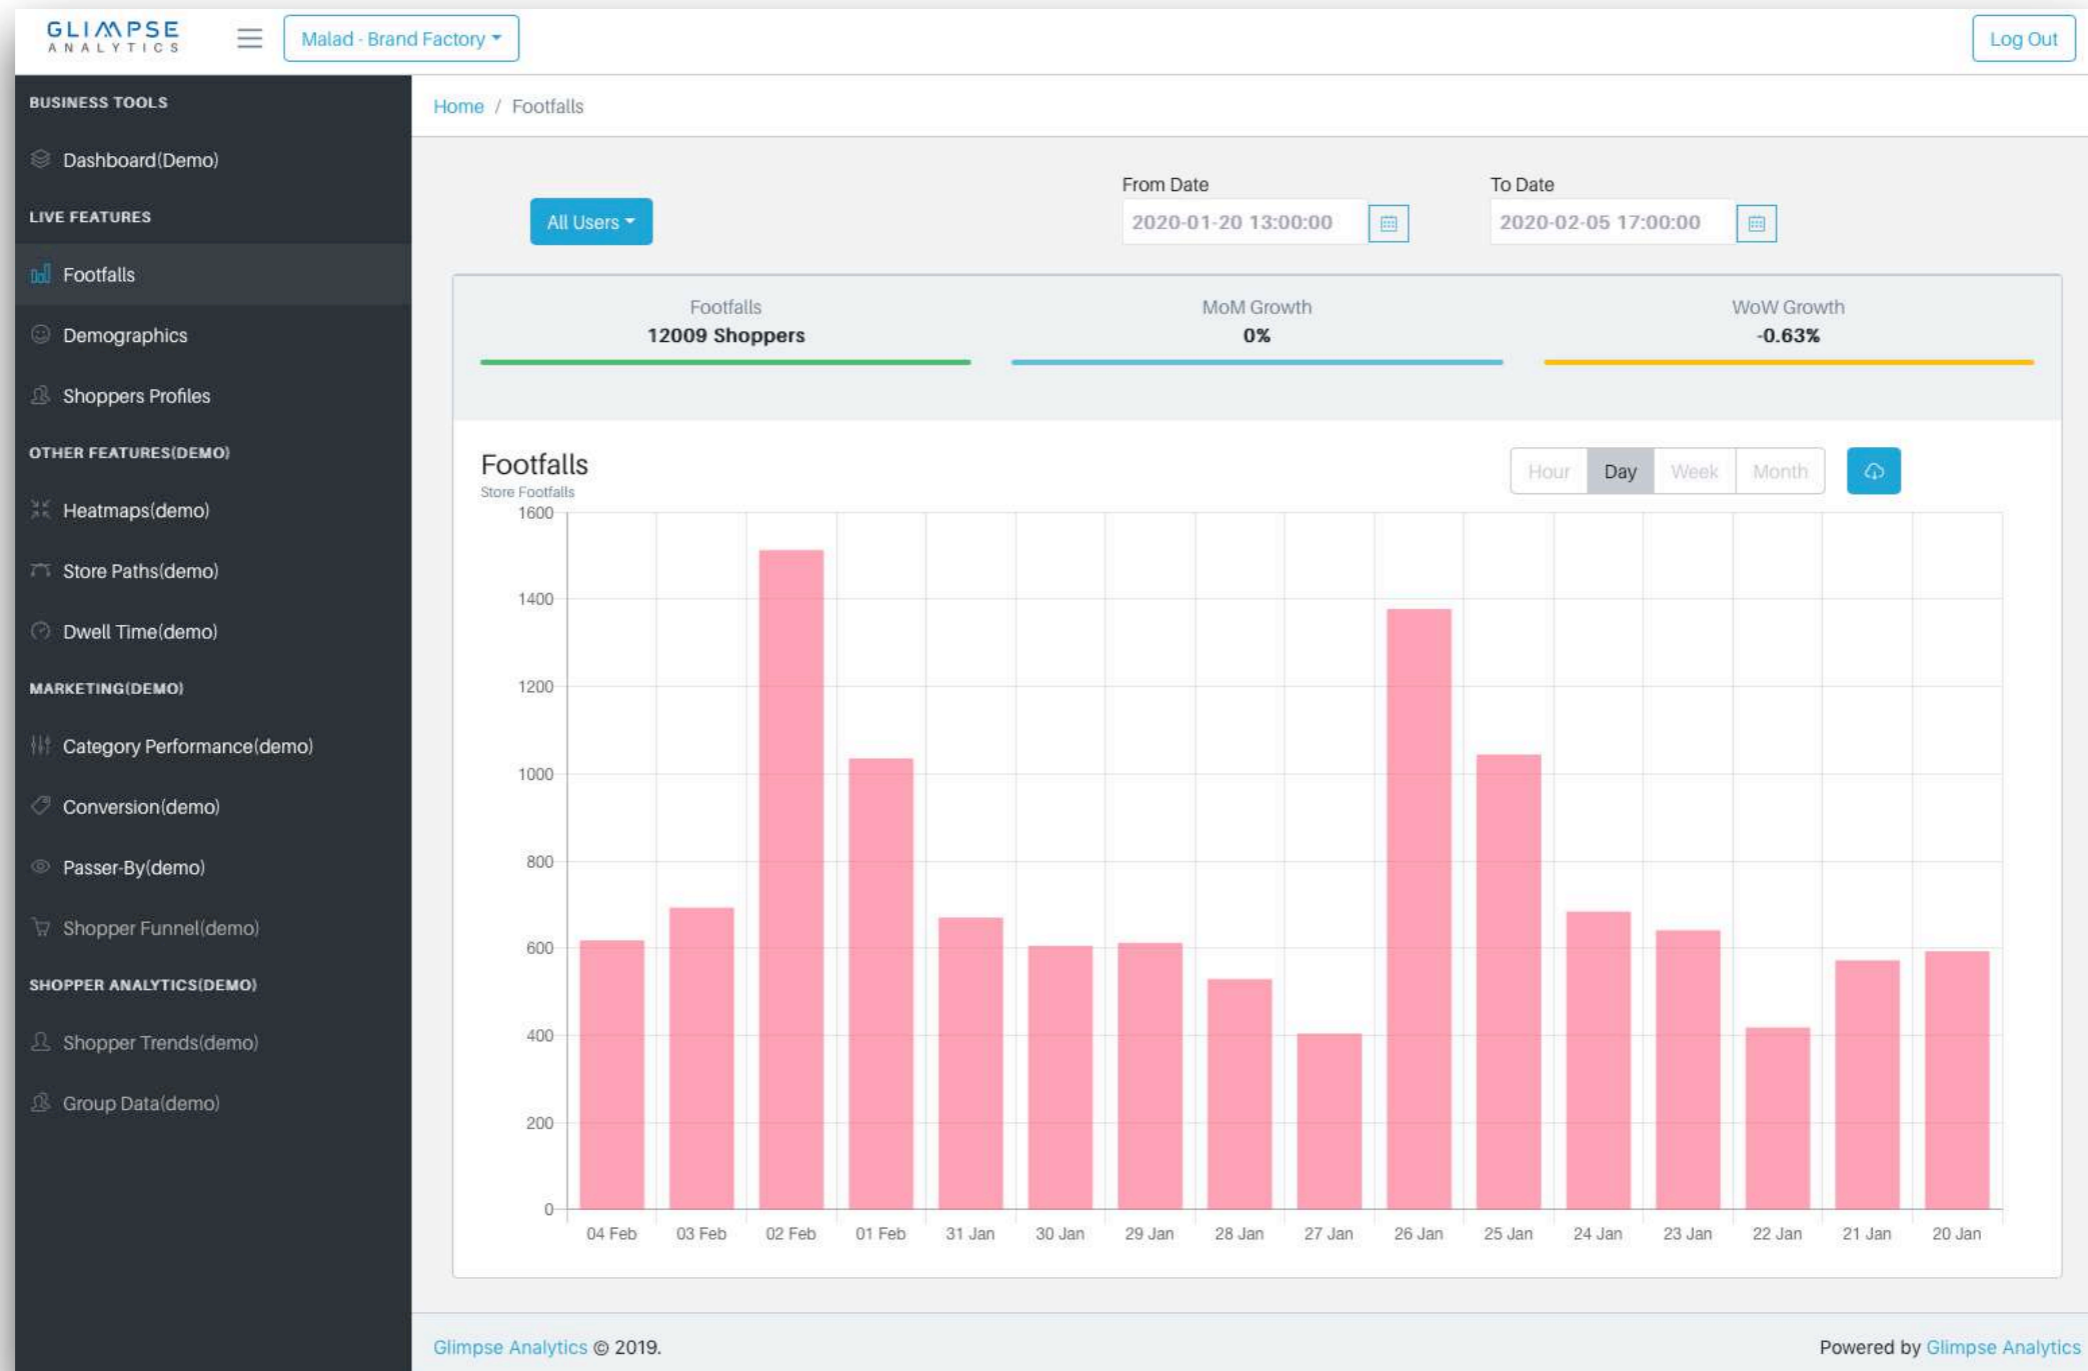 GLIMPSE
ANALYTICS
Malad - Brand Factory
Log Out
BUSINESS TOOLS
Dashboard(Demo)
LIVE FEATURES
Footfalls
Demographics
Shoppers Profiles
OTHER FEATURES(DEMO)
Heatmaps(demo)
Store Paths(demo)
Dwell Time(demo)
MARKETING(DEMO)
Category Performance(demo)
Conversion(demo)
Passer-By(demo)
Shopper Funnel(demo)
SHOPPER ANALYTICS(DEMO)
Shopper Trends(demo)
Group Data(demo)
Home / Footfalls
All Users
From Date
2020-01-20 13:00:00
To Date
2020-02-05 17:00:00
Footfalls
12009 Shoppers
MoM Growth
0%
WoW Growth
-0.63%
Footfalls
Store Footfalls
Hour Day Week Month
1600
1400
1200
1000
800
600
400
200
0
04 Feb 03 Feb 02 Feb 01 Feb 31 Jan 30 Jan 29 Jan 28 Jan 27 Jan 26 Jan 25 Jan 24 Jan 23 Jan 22 Jan 21 Jan 20 Jan
Glimpse Analytics © 2019.
Powered by Glimpse Analytics